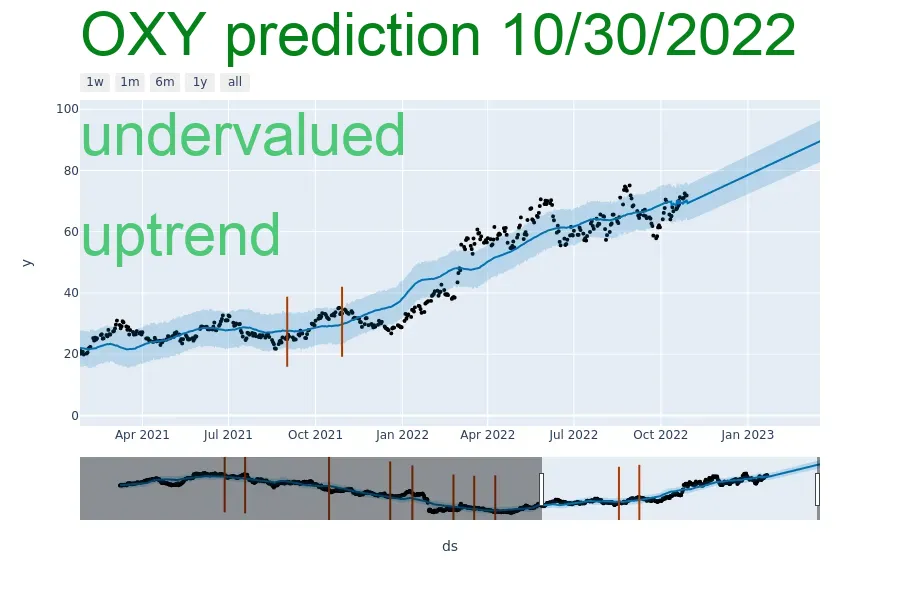 OXY prediction 10/30/2022
1w 1m 6m 1y all
undervalued
uptrend
100
80
60
40
20
0
y
Apr 2021 Jul 2021 Oct 2021 Jan 2022 Apr 2022 Jul 2022 Oct 2022 Jan 2023
ds